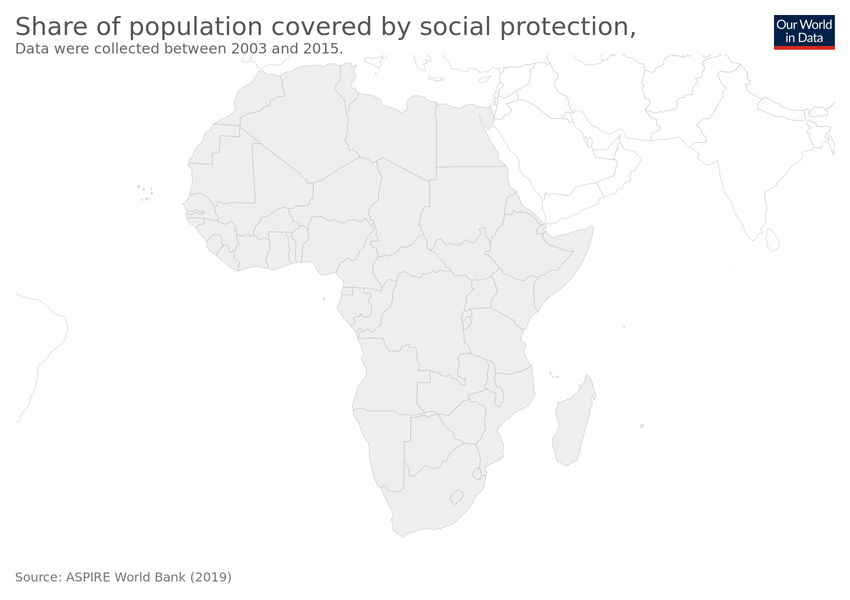 Share of population covered by social protection,
Data were collected between 2003 and 2015.
Our World
in Data
Source: ASPIRE World Bank (2019)